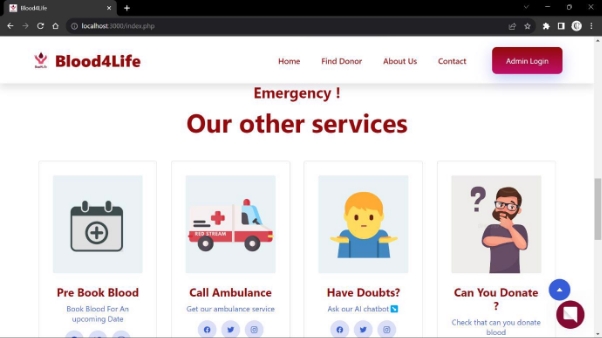 Blood4Life
localhost:3000/index.php
Blood4Life
Home
Find Donor
About Us
Contact
Admin Login
Emergency !
Our other services
RED STREAM
Pre Book Blood
Book Blood For An
upcoming Date
Call Ambulance
Get our ambulance service
Have Doubts?
Ask our AI chatbot
Can You Donate
?
Check that can you donate
blood